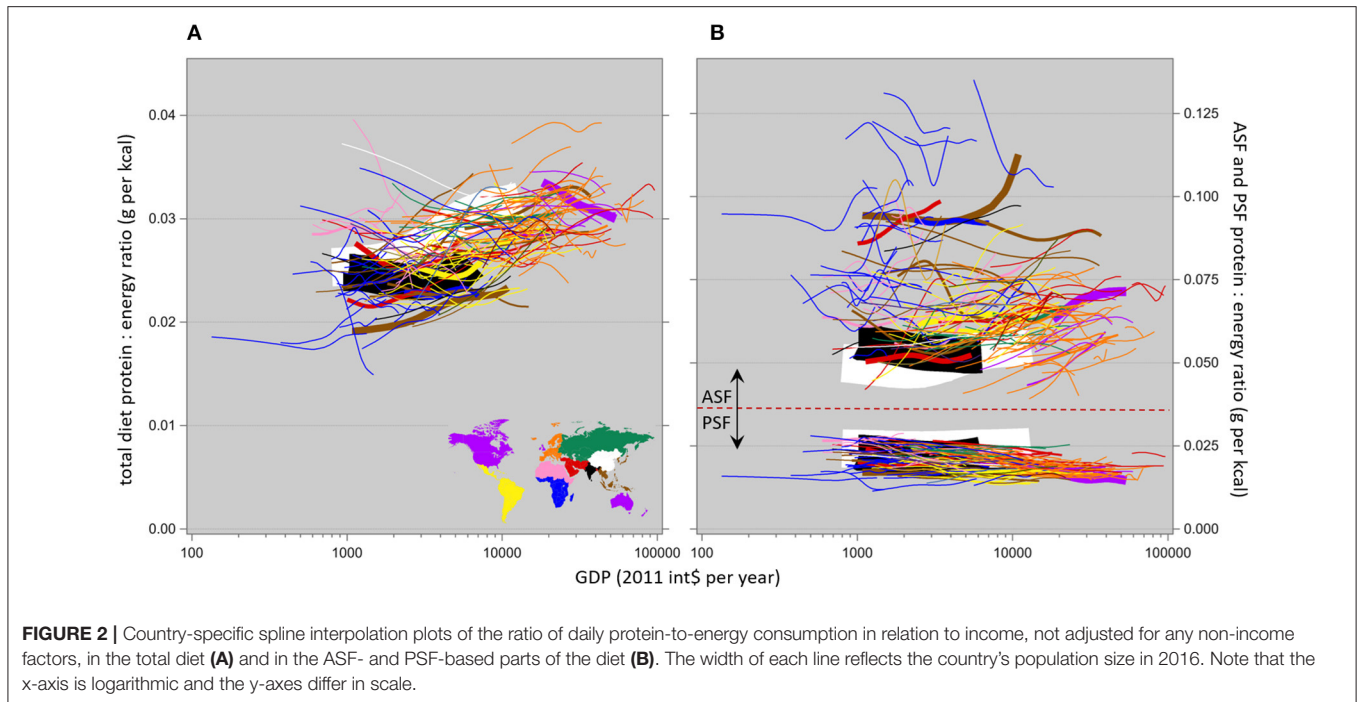 A
B
total diet protein : energy ratio (g per kcal)
0.04
0.03
0.02
0.01
0.00
100
1000
10000
100000
ASF
PSF
0.125
0.100
0.075
0.050
0.025
0.000
100
1000
10000
100000
ASF and PSF protein : energy ratio (g per kcal)
GDP (2011 int$ per year)
FIGURE 2 | Country-specific spline interpolation plots of the ratio of daily protein-to-energy consumption in relation to income, not adjusted for any non-income
factors, in the total diet (A) and in the ASF- and PSF-based parts of the diet (B). The width of each line reflects the country's population size in 2016. Note that the
x-axis is logarithmic and the y-axes differ in scale.